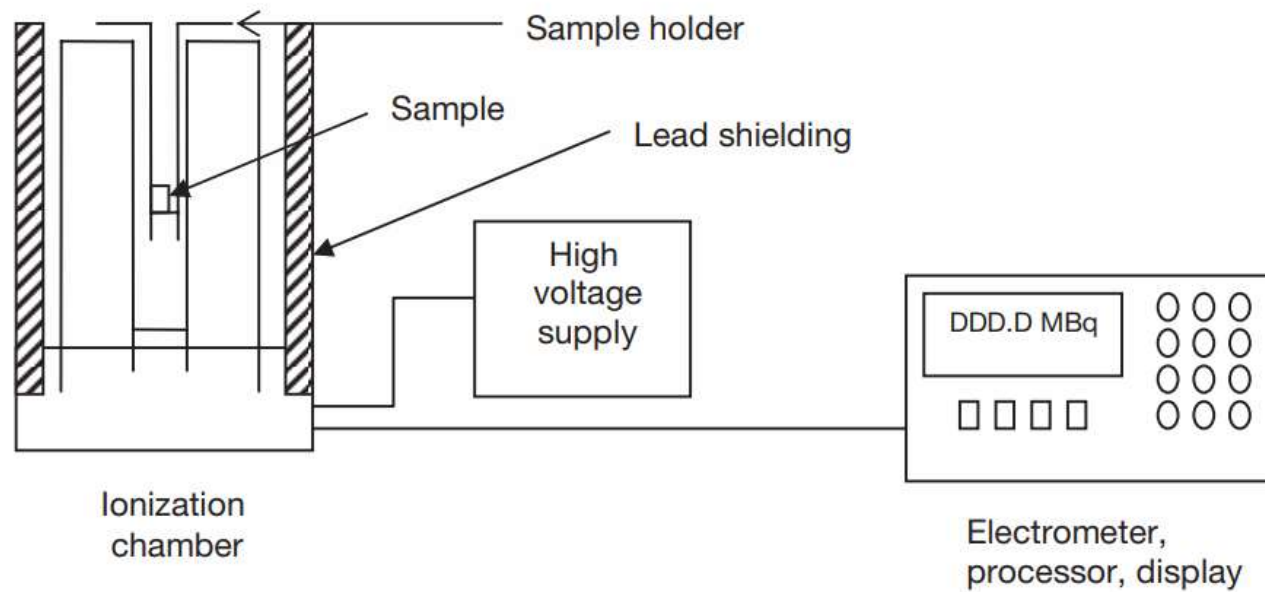 Sample holder
Sample
Lead shielding
High
voltage
supply
DDD.D MBq
Ionization
chamber
Electrometer,
processor, display